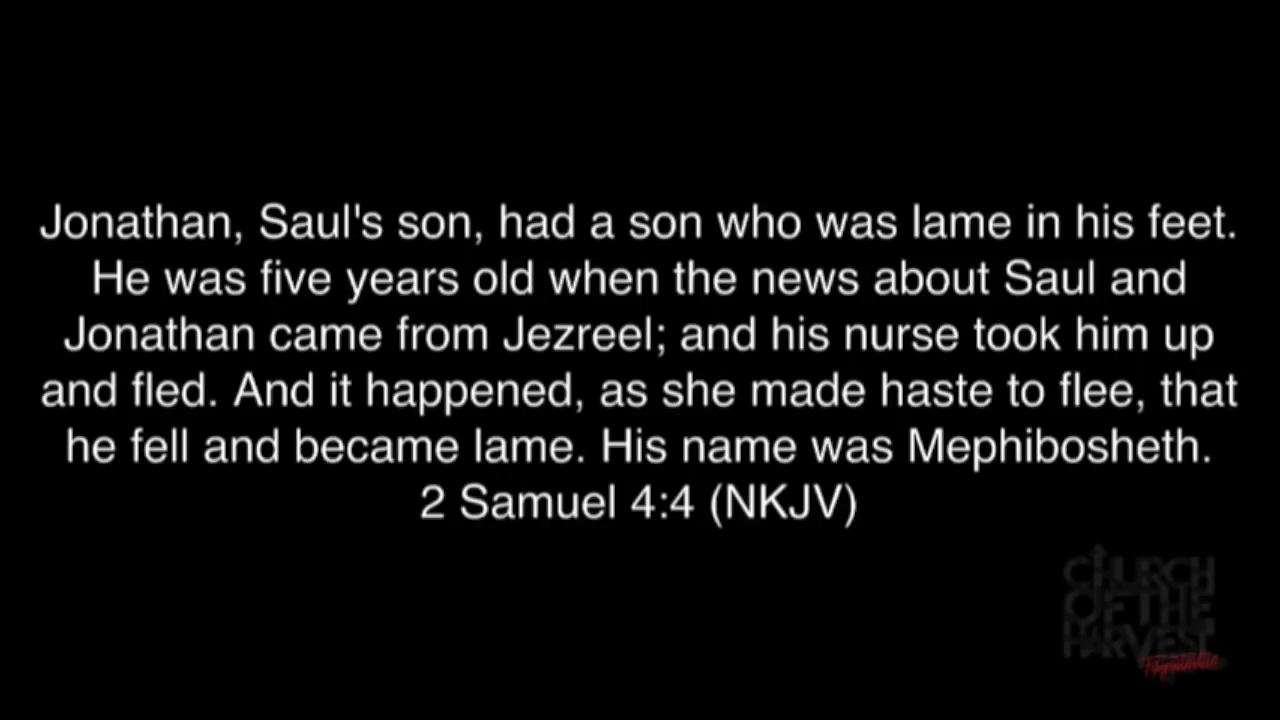 Jonathan, Saul's son, had a son who was lame in his feet.
He was five years old when the news about Saul and
Jonathan came from Jezreel; and his nurse took him up
and fled. And it happened, as she made haste to flee, that
he fell and became lame. His name was Mephibosheth.
2 Samuel 4:4 (NKJV)
CHURCH
OF THE
HARVEST